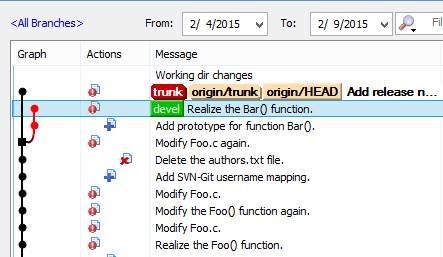 <All Branches> From: 2/ 4/2015 To: 2/ 9/2015 Fil
Graph Actions Message
Working dir changes
trunk origin/trunk origin/HEAD Add release n...
devel Realize the Bar() function.
Add prototype for function Bar().
Modify Foo.c again.
Delete the authors.txt file.
Add SVN-Git username mapping.
Modify Foo.c.
Modify the Foo() function again.
Modify Foo.c.
Realize the Foo() function.